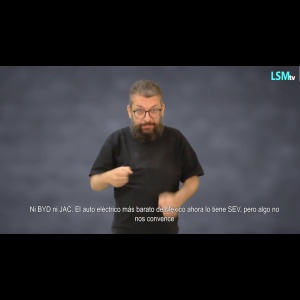 LSMtv
Ni BYD ni JAC. El auto eléctrico más barato de México ahora lo tiene SEV, pero algo no
nos convence